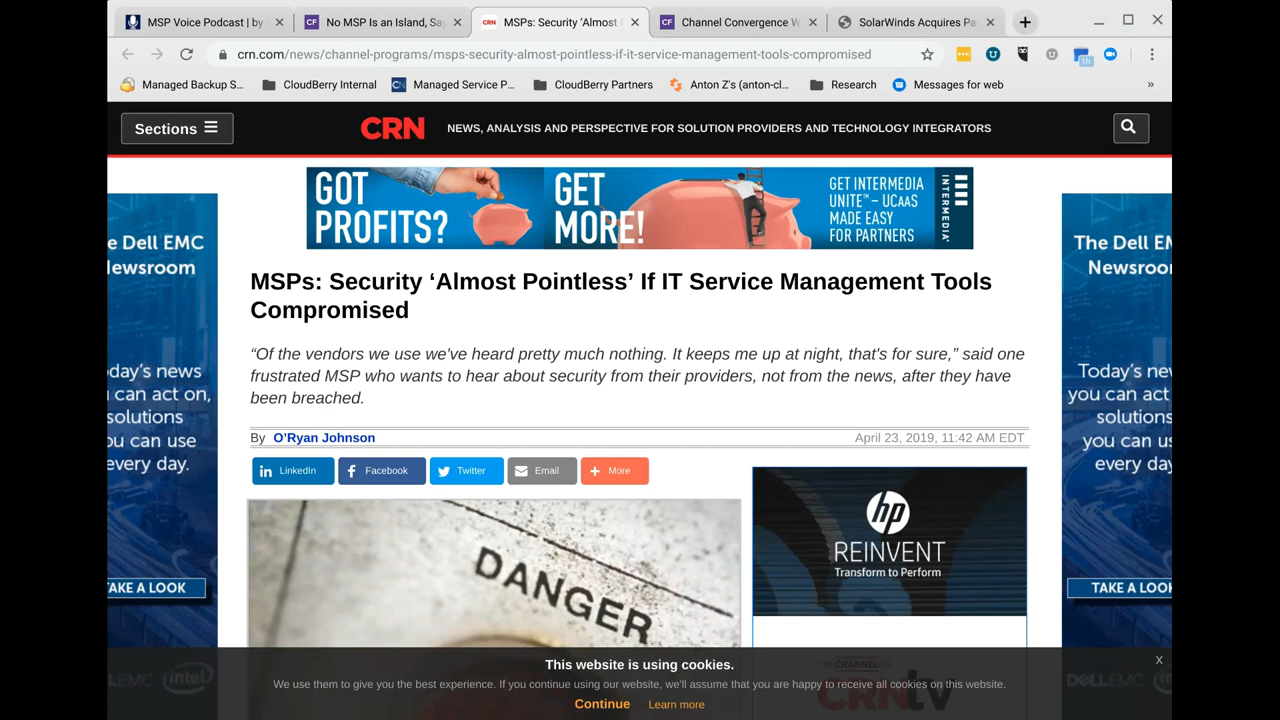 MSP Voice Podcast | by
No MSP Is an Island, Sa
MSPs: Security ‘Almost
Channel Convergence W
SolarWinds Acquires Pa
crn.com/news/channel-programs/msps-security-almost-pointless-if-it-service-management-tools-compromised
1h
Managed Backup S...
CloudBerry Internal
Managed Service P...
CloudBerry Partners
Anton Z's (anton-cl...
Research
Messages for web
»
Sections
CRN
NEWS, ANALYSIS AND PERSPECTIVE FOR SOLUTION PROVIDERS AND TECHNOLOGY INTEGRATORS
GOT
PROFITS?
GET
MORE!
GET INTERMEDIA
UNITE™ – UCAAS
MADE EASY
FOR PARTNERS
INTERMEDIA
e Dell EMC
ewsroom
oday's news
can act on,
solutions
ou can use
every day.
AKE A LOOK
LLEMC intel
MSPs: Security ‘Almost Pointless’ If IT Service Management Tools
Compromised
“Of the vendors we use we've heard pretty much nothing. It keeps me up at night, that's for sure,” said one
frustrated MSP who wants to hear about security from their providers, not from the news, after they have
been breached.
By O'Ryan Johnson
April 23, 2019, 11:42 AM EDT
LinkedIn
Facebook
Twitter
Email
More
DANGER
hp
REINVENT
Transform to Perform
The Dell EM
Newsroo
Today's ne
you can act
solutions
you can us
every da
TAKE A LOOK
DELLEMC
CRNtv
This website is using cookies.
X
We use them to give you the best experience. If you continue using our website, we'll assume that you are happy to receive all cookies on this website.
Continue
Learn more